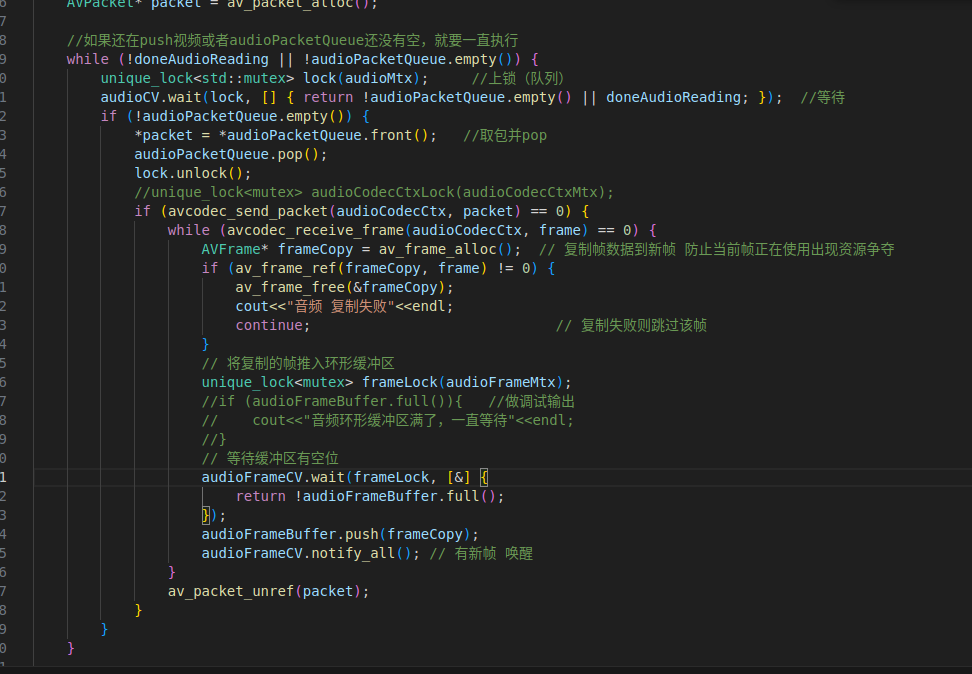 6 AVPacket* packet = av_packet_alloc();
7
8 //如果还在push视频或者audioPacketQueue还没有空，就要一直执行
9 while (!doneAudioReading || !audioPacketQueue.empty()) {
0 unique_lock<std::mutex> lock(audioMtx); //上锁（队列）
1 audioCV.wait(lock, [] { return !audioPacketQueue.empty() || doneAudioReading; }); //等待
2 if (!audioPacketQueue.empty()) {
3 *packet = *audioPacketQueue.front(); //取包并pop
4 audioPacketQueue.pop();
5 lock.unlock();
6 //unique_lock<mutex> audioCodecCtxLock(audioCodecCtxMtx);
7 if (avcodec_send_packet(audioCodecCtx, packet) == 0) {
8 while (avcodec_receive_frame(audioCodecCtx, frame) == 0) {
9 AVFrame* frameCopy = av_frame_alloc(); // 复制帧数据到新帧 防止当前帧正在使用出现资源争夺
0 if (av_frame_ref(frameCopy, frame) != 0) {
1 av_frame_free(&frameCopy);
2 cout<<"音频 复制失败"<<endl;
3 continue; // 复制失败则跳过该帧
4 }
5 // 将复制的帧推入环形缓冲区
6 unique_lock<mutex> frameLock(audioFrameMtx);
7 //if (audioFrameBuffer.full()){ //做调试输出
8 // cout<<"音频环形缓冲区满了，一直等待"<<endl;
9 //}
0 // 等待缓冲区有空位
1 audioFrameCV.wait(frameLock, [&] {
2 return !audioFrameBuffer.full();
3 });
4 audioFrameBuffer.push(frameCopy);
5 audioFrameCV.notify_all(); // 有新帧 唤醒
6 }
7 av_packet_unref(packet);
8 }
9 }
0 }